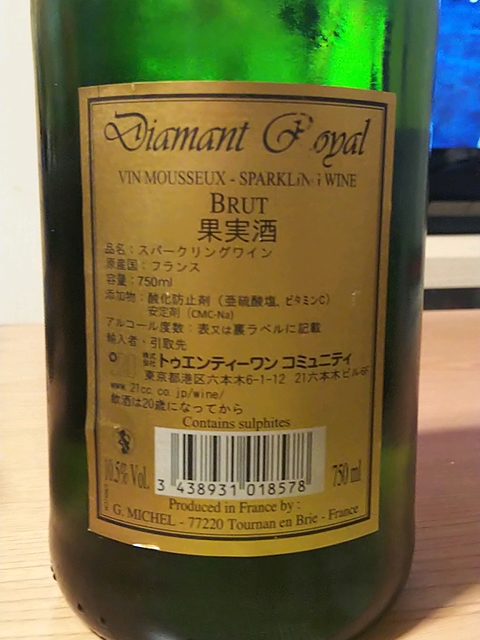 Diamant Royal
VIN MOUSSEUX - SPARKLING WINE
BRUT
果実酒
品名：スパークリングワイン
原産国：フランス
容量：750ml
添加物：酸化防止剤（亜硫酸塩、ビタミンC）
安定剤（CMC-Na）
アルコール度数：表又は裏ラベルに記載
輸入者・引取先
株式会社 トゥエンティーワン コミュニティ
東京都港区六本木6-1-12 21六本木ビル6F
www.21cc.co.jp/wine/
飲酒は20歳になってから
Contains sulphites
10.5% Vol.
3 438931 018578
750 ml
Produced in France by :
G. MICHEL - 77220 Tournan en Brie - France